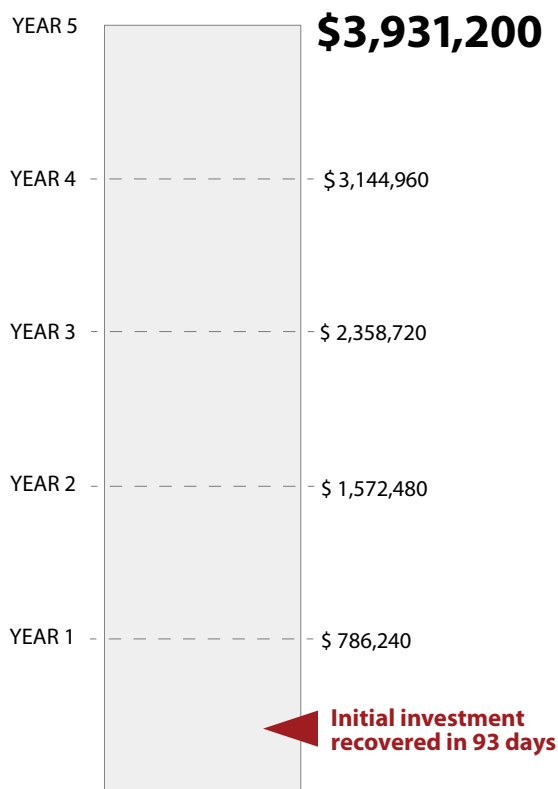 YEAR 5 $3,931,200
YEAR 4 $ 3,144,960
YEAR 3 $ 2,358,720
YEAR 2 $ 1,572,480
YEAR 1 $ 786,240
Initial investment
recovered in 93 days